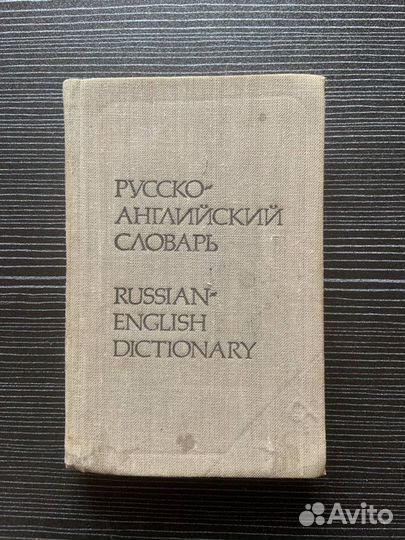 РУССКО-
АНГЛИЙСКИЙ
СЛОВАРЬ
RUSSIAN-
ENGLISH
DICTIONARY
Avito